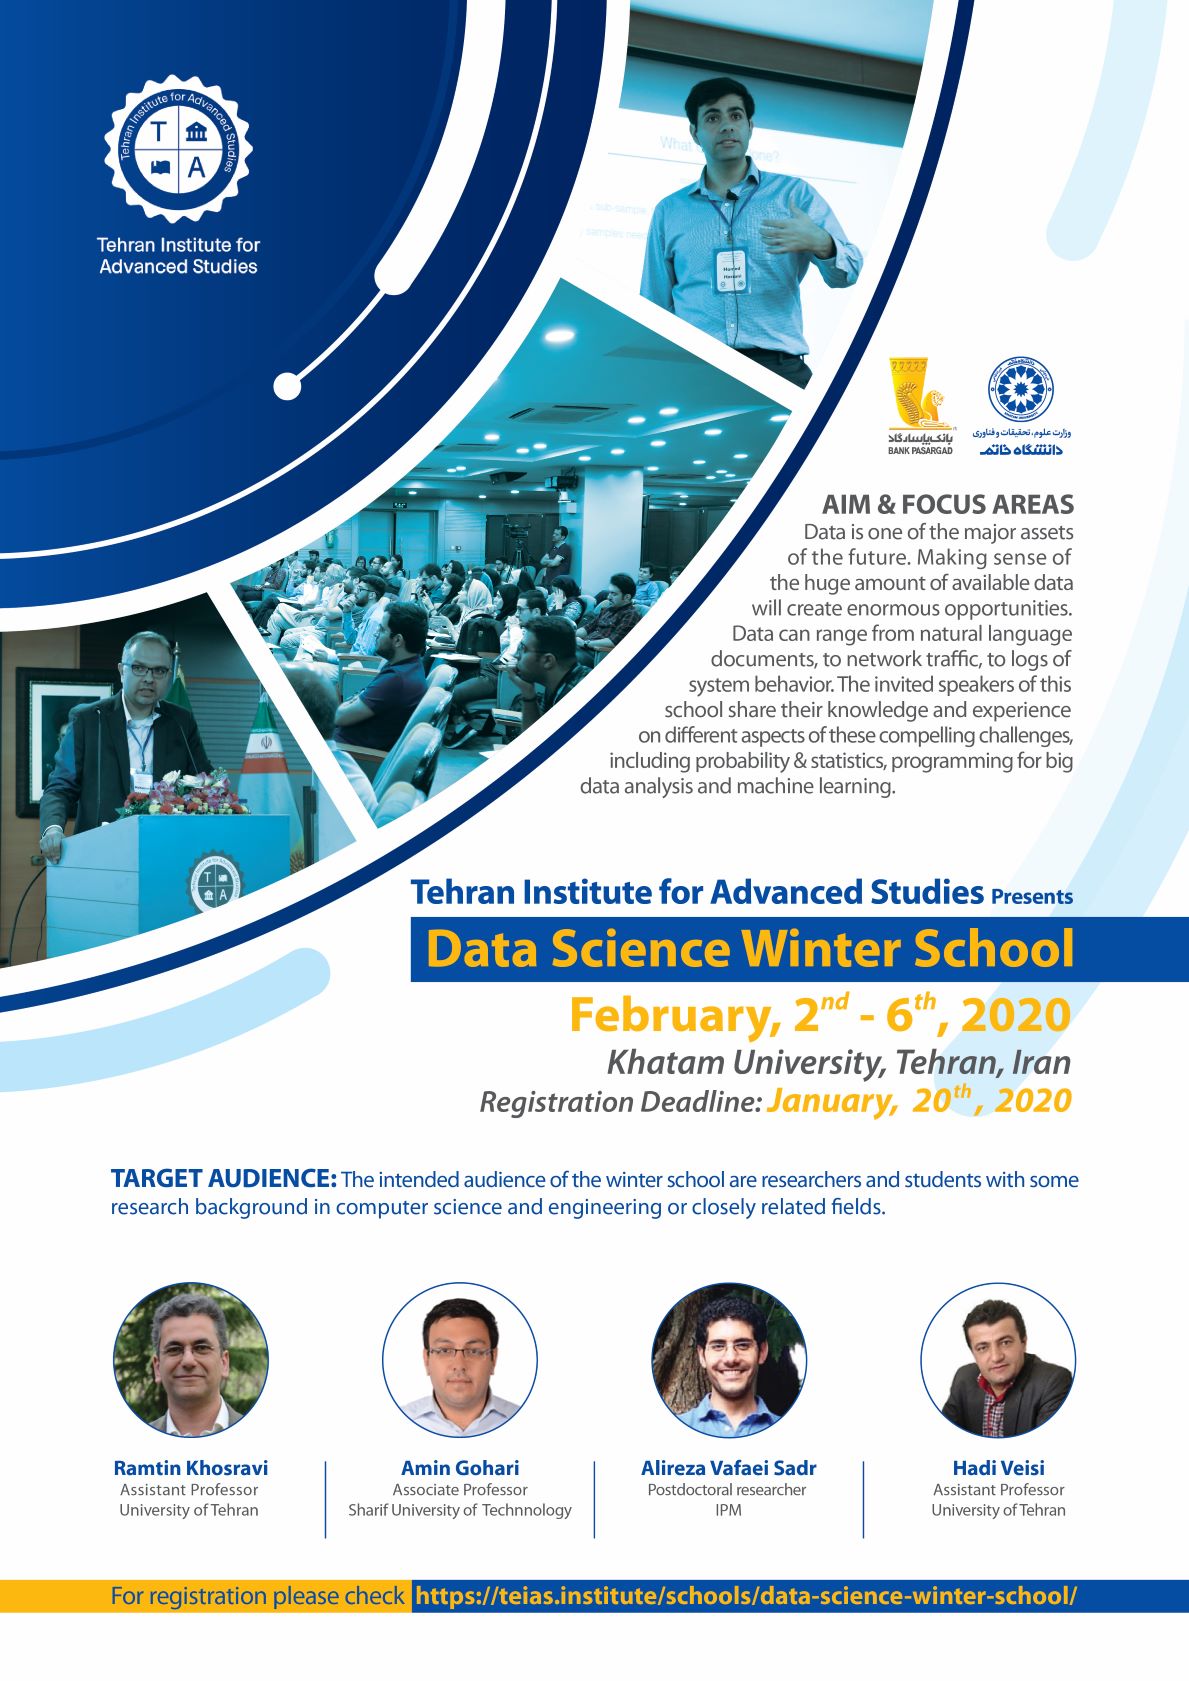 Tehran Institute for Advanced Studies
T
A
Tehran Institute for
Advanced Studies
What
one?
sub-sample
samples
Hamed
بانک پاسارگاد
BANK PASARGAD
وزارت علوم، تحقیقات و فناوری
دانشگاه خاتم
AIM & FOCUS AREAS
Data is one of the major assets
of the future. Making sense of
the huge amount of available data
will create enormous opportunities.
Data can range from natural language
documents, to network traffic, to logs of
system behavior. The invited speakers of this
school share their knowledge and experience
on different aspects of these compelling challenges,
including probability & statistics, programming for big
data analysis and machine learning.
T
A
Tehran Institute for Advanced Studies Presents
Data Science Winter School
February, 2nd - 6th, 2020
Khatam University, Tehran, Iran
Registration Deadline: January, 20th, 2020
TARGET AUDIENCE: The intended audience of the winter school are researchers and students with some
research background in computer science and engineering or closely related fields.
Ramtin Khosravi
Assistant Professor
University of Tehran
Amin Gohari
Associate Professor
Sharif University of Technnology
Alireza Vafaei Sadr
Postdoctoral researcher
IPM
Hadi Veisi
Assistant Professor
University of Tehran
For registration please check https://teias.institute/schools/data-science-winter-school/